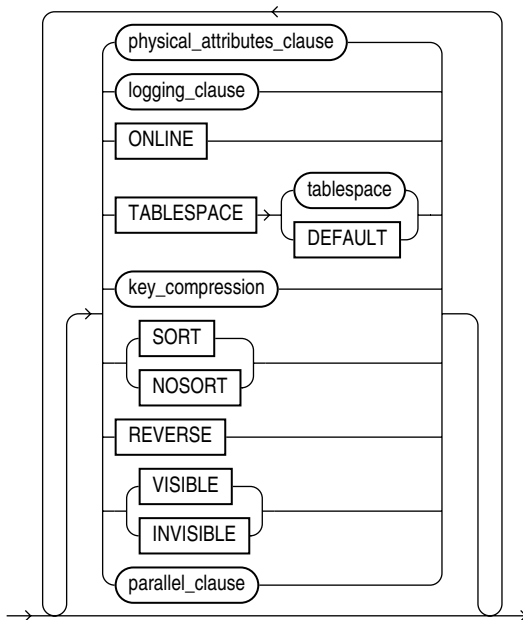 physical_attributes_clause
logging_clause
ONLINE
tablespace
TABLESPACE
DEFAULT
key_compression
SORT
NOSORT
REVERSE
VISIBLE
INVISIBLE
parallel_clause